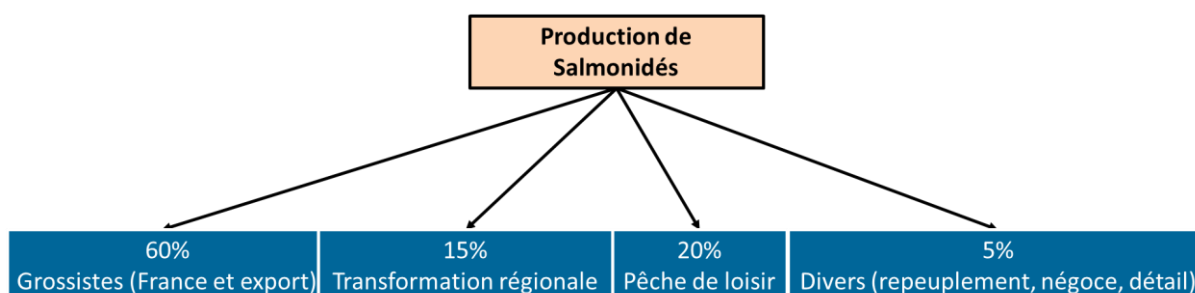 Production de
Salmonidés
60%
Grossistes (France et export)
15%
Transformation régionale
20%
Pêche de loisir
5%
Divers (repeuplement, négoce, détail)